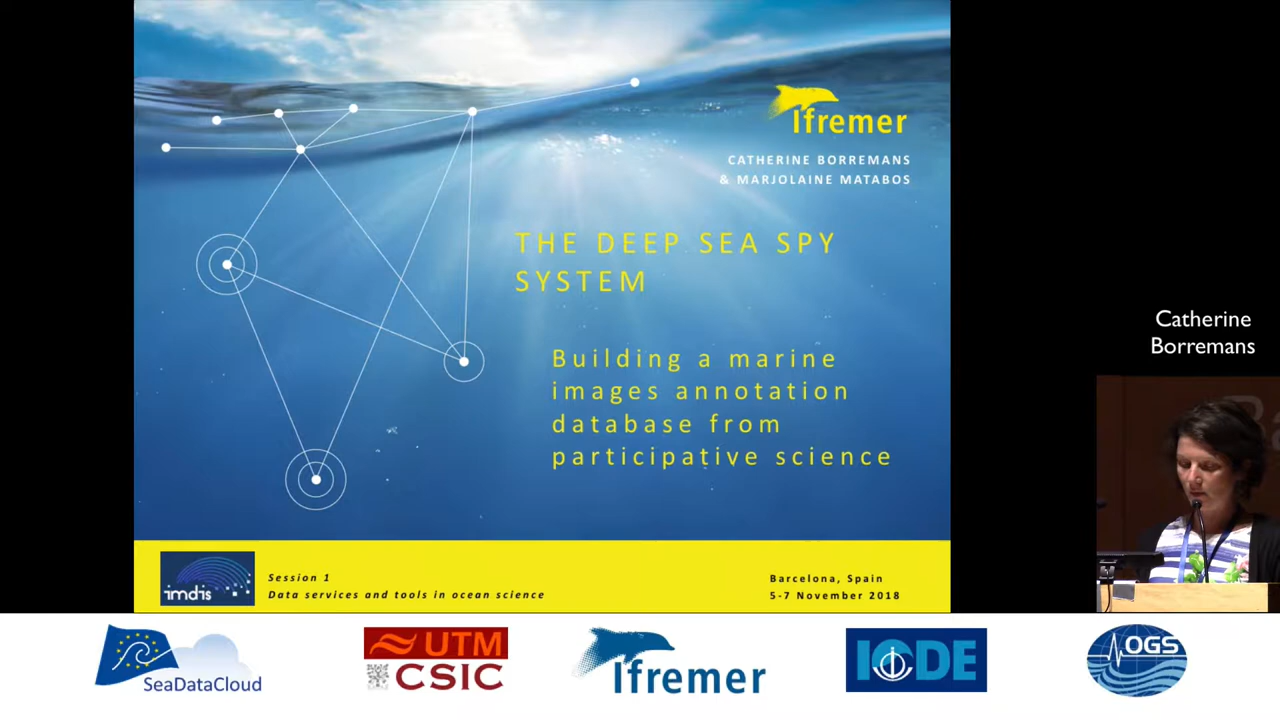 Ifremer
CATHERINE BORREMANS
& MARJOLAINE MATABOS
THE DEEP SEA SPY
SYSTEM
Building a marine
images annotation
database from
participative science
imdis
Session 1
Data services and tools in ocean science
Barcelona, Spain
5-7 November 2018
Catherine
Borremans
SeaDataCloud
UTM
CSIC
Ifremer
IODE
OGS